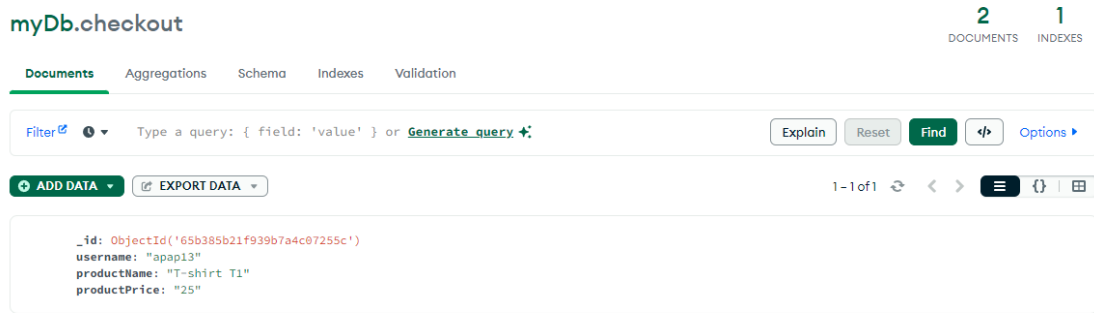 myDb.checkout
2 DOCUMENTS
1 INDEXES
Documents Aggregations Schema Indexes Validation
Filter Type a query: { field: 'value' } or Generate query Explain Reset Find </> Options
ADD DATA EXPORT DATA 1 – 1 of 1 {}
_id: ObjectId('65b385b21f939b7a4c07255c')
username: "apap13"
productName: "T-shirt T1"
productPrice: "25"